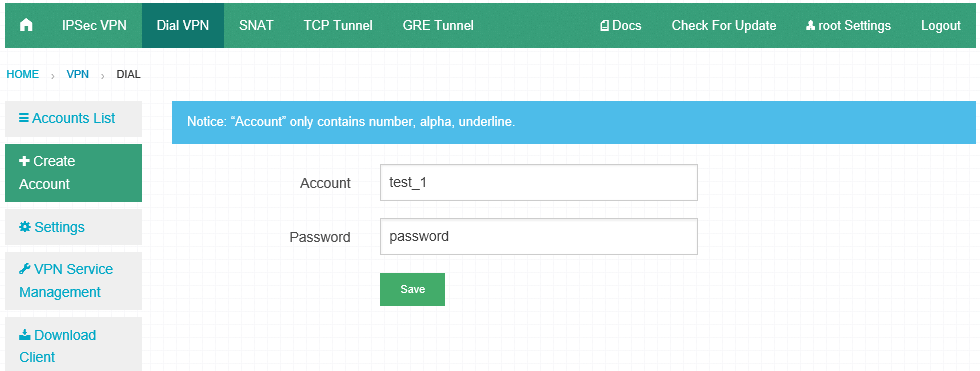 IPSec VPN Dial VPN SNAT TCP Tunnel GRE Tunnel Docs Check For Update root Settings Logout
HOME › VPN › DIAL
Accounts List
Create
Account
Settings
VPN Service
Management
Download
Client
Notice: “Account” only contains number, alpha, underline.
Account test_1
Password password
Save